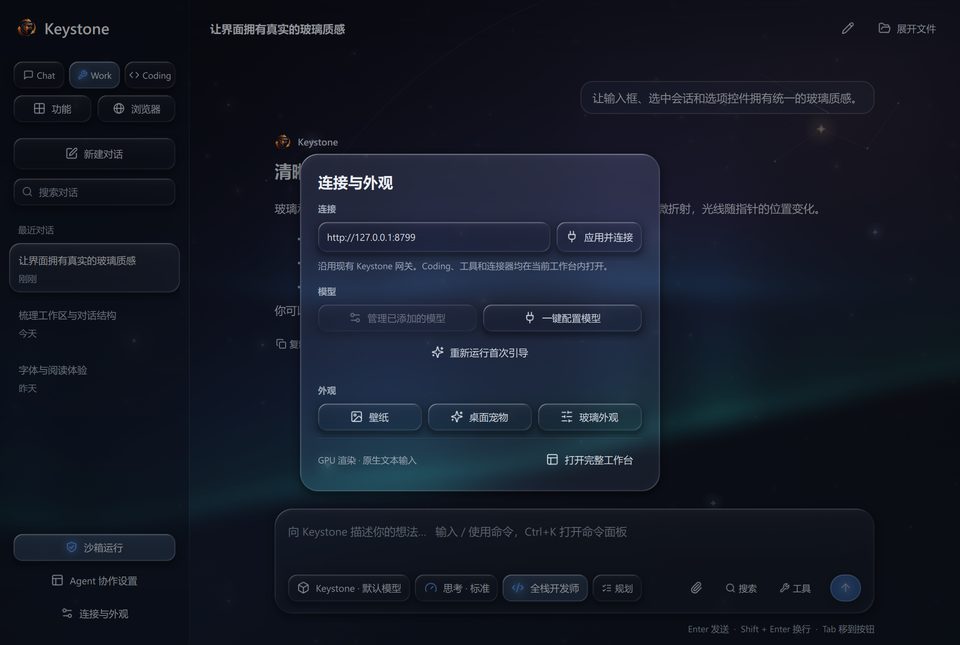 Keystone
Chat
Work
Coding
功能
浏览器
新建对话
搜索对话
最近对话
让界面拥有真实的玻璃质感
刚刚
梳理工作区与对话结构
今天
字体与阅读体验
昨天
沙箱运行
Agent 协作设置
连接与外观
让界面拥有真实的玻璃质感
展开文件
让输入框、选中会话和选项控件拥有统一的玻璃质感。
Keystone
清晰
玻璃
微折射，光线随指针的位置变化。
你可
连接与外观
连接
http://127.0.0.1:8799
应用并连接
沿用现有 Keystone 网关。Coding、工具和连接器均在当前工作台内打开。
模型
管理已添加的模型
一键配置模型
重新运行首次引导
外观
壁纸
桌面宠物
玻璃外观
GPU 渲染 · 原生文本输入
打开完整工作台
向 Keystone 描述你的想法... 输入 / 使用命令，Ctrl+K 打开命令面板
Keystone · 默认模型
思考 · 标准
全栈开发师
规划
搜索
工具
Enter 发送 · Shift + Enter 换行 · Tab 移到按钮